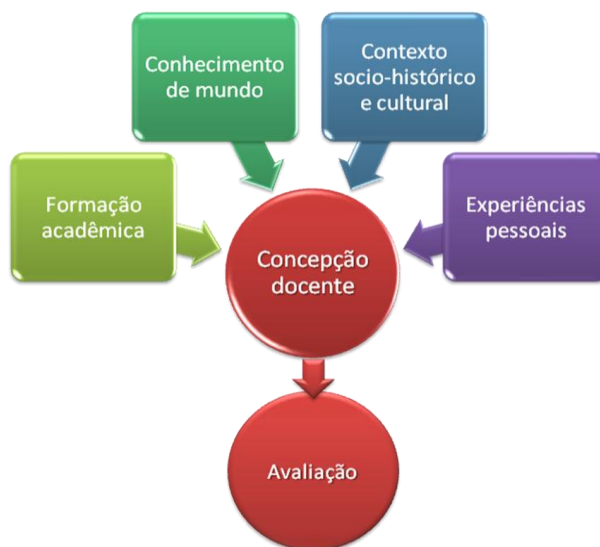 Conhecimento
de mundo
Contexto
socio-histórico
e cultural
Formação
acadêmica
Experiências
pessoais
Concepção
docente
Avaliação